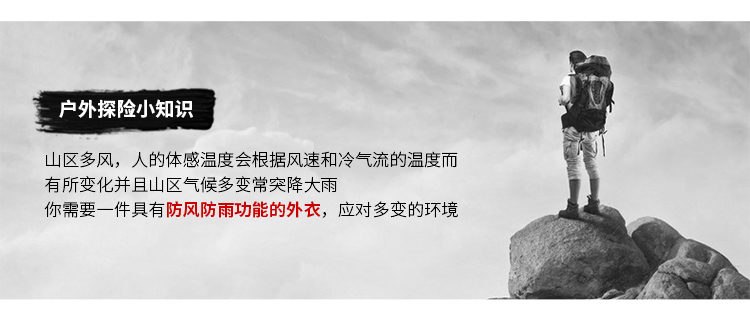 户外探险小知识
山区多风，人的体感温度会根据风速和冷气流的温度而
有所变化并且山区气候多变常突降大雨
你需要一件具有防风防雨功能的外衣，应对多变的环境